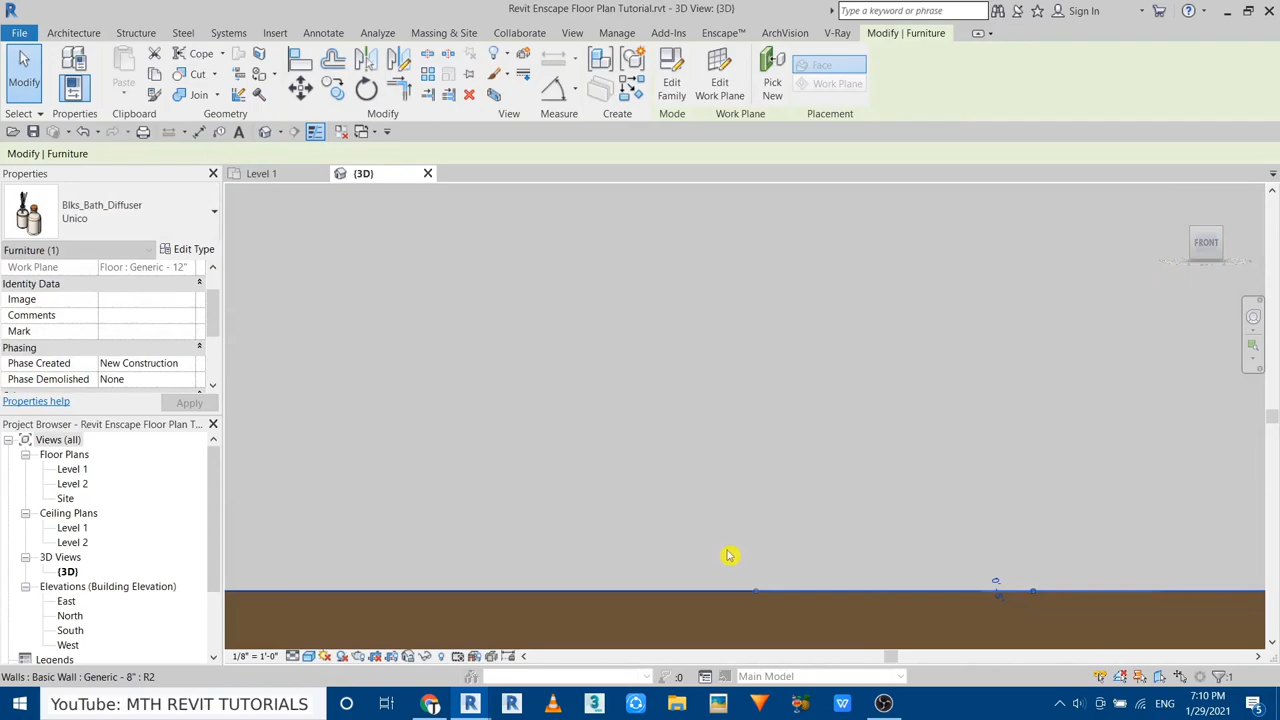 Revit Enscape Floor Plan Tutorial.rvt - 3D View: {3D}
Type a keyword or phrase
Sign In
File Architecture Structure Steel Systems Insert Annotate Analyze Massing & Site Collaborate View Manage Add-Ins Enscape™ ArchVision V-Ray Modify | Furniture
Modify
Paste
Cope
Cut
Join
Edit
Family
Edit
Work Plane
Pick
New
Face
Work Plane
Select Properties Clipboard Geometry Modify View Measure Create Mode Work Plane Placement
Modify | Furniture
Properties
Level 1
{3D}
Blks_Bath_Diffuser
Unico
Furniture (1)
Edit Type
Work Plane Floor : Generic - 12"
Identity Data
Image
Comments
Mark
Phasing
Phase Created New Construction
Phase Demolished None
Properties help
Apply
FRONT
Project Browser - Revit Enscape Floor Plan T...
Views (all)
Floor Plans
Level 1
Level 2
Site
Ceiling Plans
Level 1
Level 2
3D Views
{3D}
Elevations (Building Elevation)
East
North
South
West
Legends
1/8" = 1'-0"
Walls: Basic Wall : Generic - 8" : R2
:0
Main Model
:1
YouTube: MTH REVIT TUTORIALS
7:10 PM
1/29/2021
5